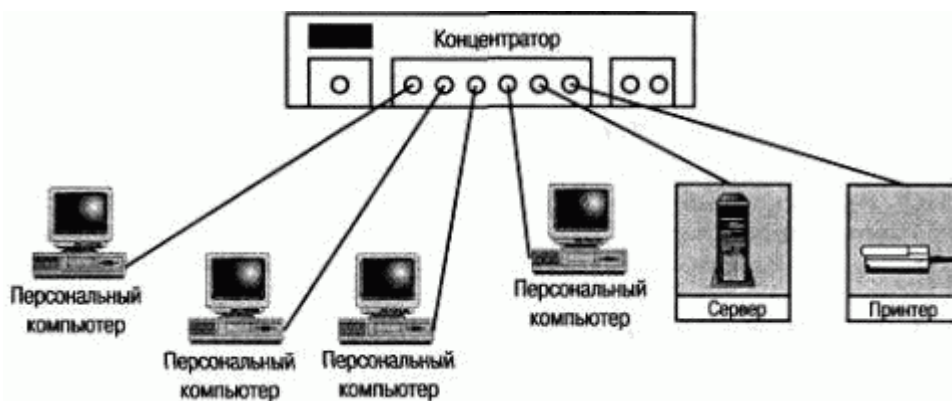 Концентратор
Персональный
компьютер
Персональный
компьютер
Персональный
компьютер
Персональный
компьютер
Сервер
Принтер